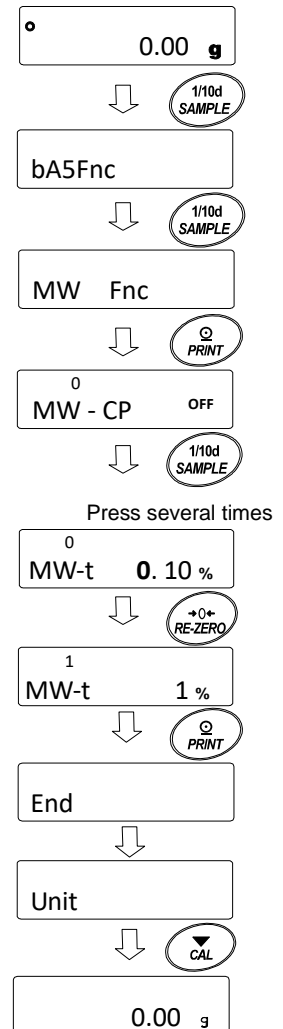 0.00 g
1/10d
SAMPLE
bA5Fnc
1/10d
SAMPLE
MW Fnc
PRINT
0
MW - CP OFF
1/10d
SAMPLE
Press several times
0
MW-t 0. 10 %
→0←
RE-ZERO
1
MW-t 1 %
PRINT
End
Unit
CAL
0.00 g